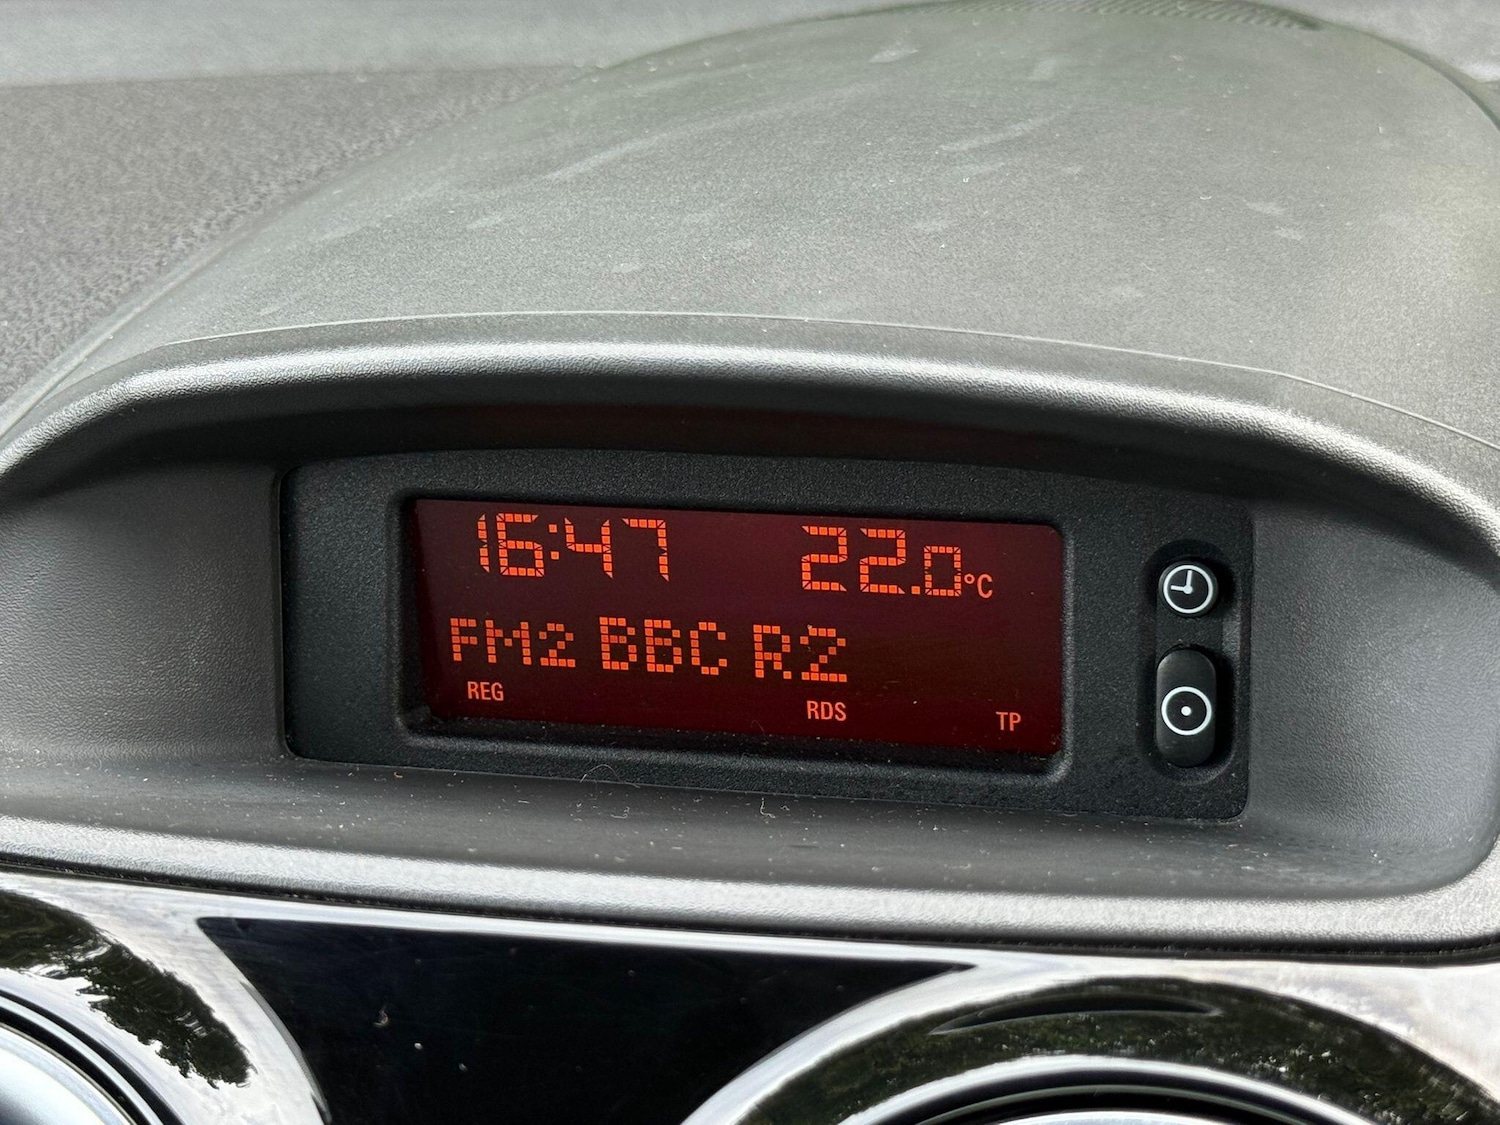 16:47 22.0°C
FM2 BBC R2
REG RDS TP